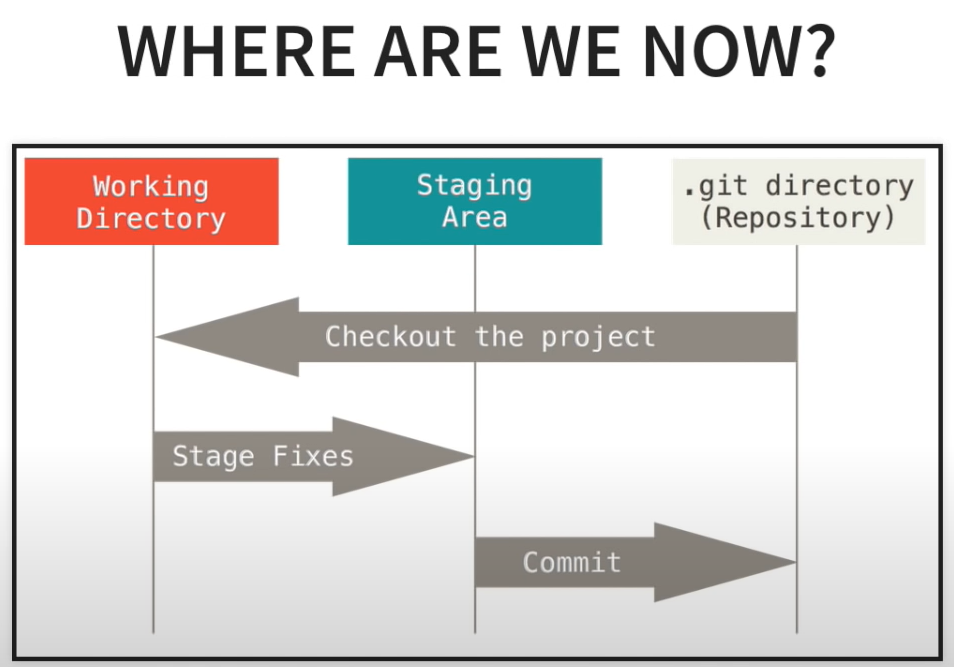 WHERE ARE WE NOW?
Working
Directory
Staging
Area
.git directory
(Repository)
Checkout the project
Stage Fixes
Commit